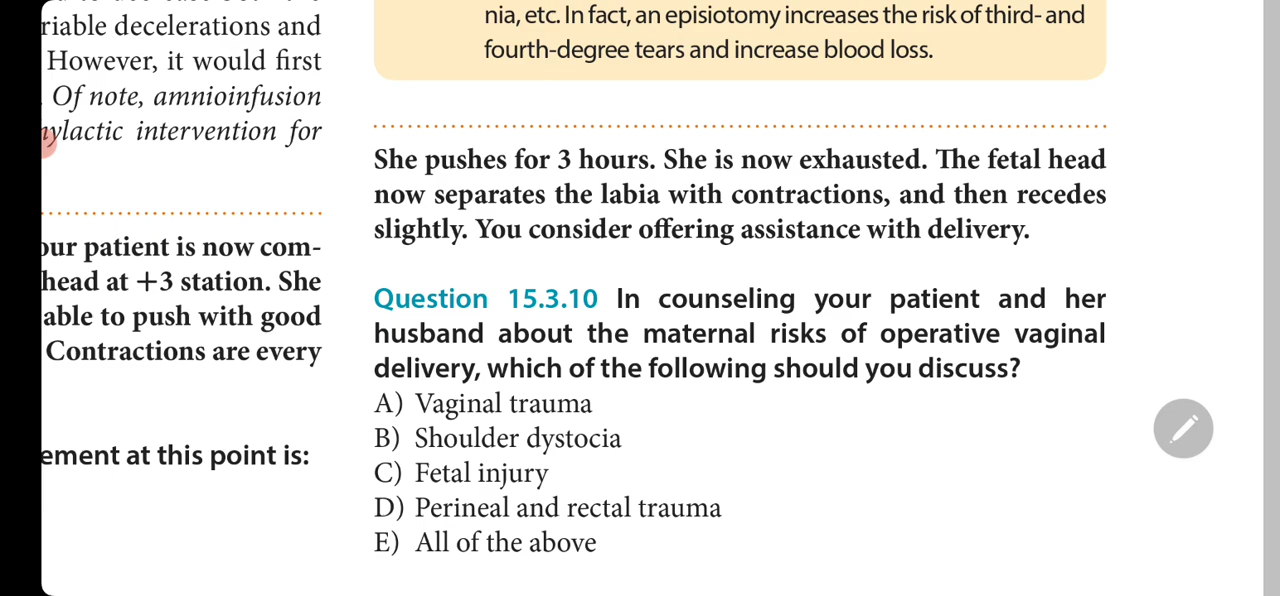 riable decelerations and
However, it would first
Of note, amnioinfusion
ylactic intervention for
our patient is now com-
head at +3 station. She
able to push with good
Contractions are every
ement at this point is:
nia, etc. In fact, an episiotomy increases the risk of third- and
fourth-degree tears and increase blood loss.
She pushes for 3 hours. She is now exhausted. The fetal head
now separates the labia with contractions, and then recedes
slightly. You consider offering assistance with delivery.
Question 15.3.10 In counseling your patient and her
husband about the maternal risks of operative vaginal
delivery, which of the following should you discuss?
A) Vaginal trauma
B) Shoulder dystocia
C) Fetal injury
D) Perineal and rectal trauma
E) All of the above